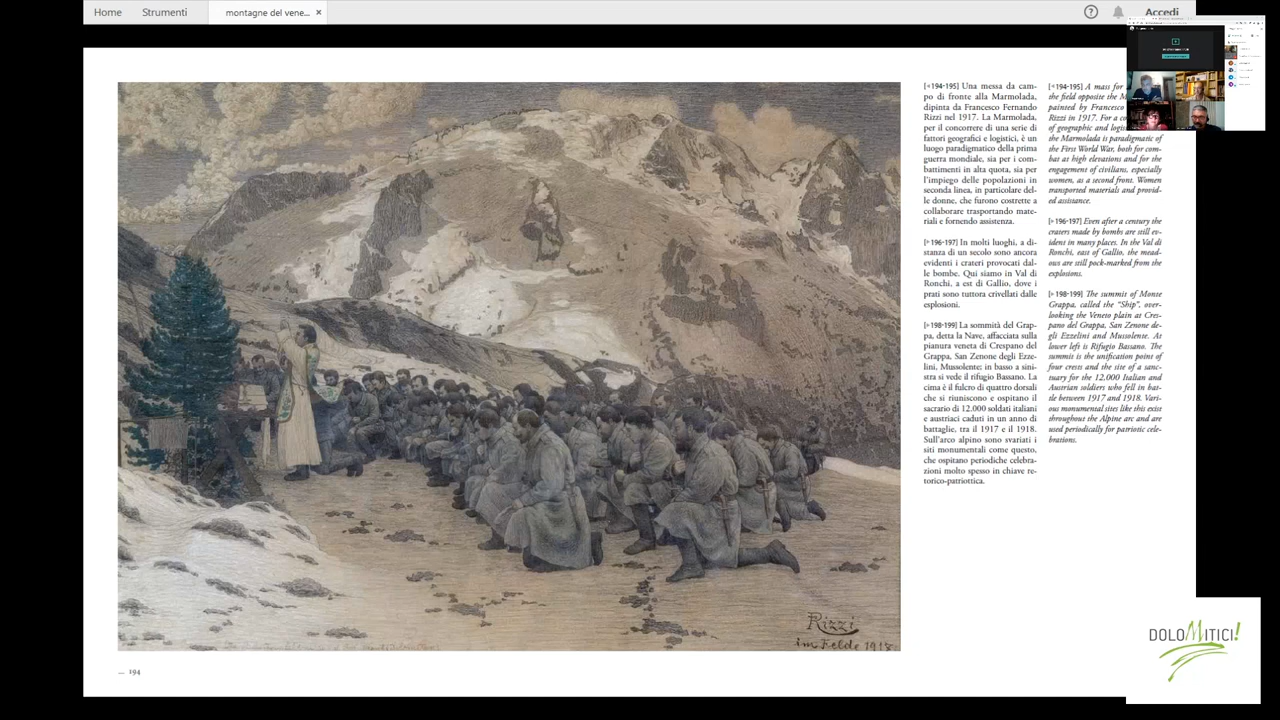 Home
Strumenti
montagne del vene... ×
Accedi
[◂194-195] Una messa da cam-
po di fronte alla Marmolada,
dipinta da Francesco Fernando
Rizzi nel 1917. La Marmolada,
per il concorrere di una serie di
fattori geografici e logistici, è un
luogo paradigmatico della prima
guerra mondiale, sia per i com-
battimenti in alta quota, sia per
l'impiego delle popolazioni in
seconda linea, in particolare del-
le donne, che furono costrette a
collaborare trasportando mate-
riali e fornendo assistenza.
[▸196-197] In molti luoghi, a di-
stanza di un secolo sono ancora
evidenti i crateri provocati dal-
le bombe. Qui siamo in Val di
Ronchi, a est di Gallio, dove i
prati sono tuttora crivellati dalle
esplosioni.
[▸198-199] La sommità del Grap-
pa, detta la Nave, affacciata sulla
pianura veneta di Crespano del
Grappa, San Zenone degli Ezze-
lini, Mussolente; in basso a sini-
stra si vede il rifugio Bassano. La
cima è il fulcro di quattro dorsali
che si riuniscono e ospitano il
sacrario di 12.000 soldati italiani
e austriaci caduti in un anno di
battaglie, tra il 1917 e il 1918.
Sull'arco alpino sono svariati i
siti monumentali come questo,
che ospitano periodiche celebra-
zioni molto spesso in chiave re-
torico-patriottica.
[◂194-195] A mass for
the field opposite the
painted by Francesco
Rizzi in 1917. For a
of geographic and
the Marmolada is paradigmatic of
the First World War, both for com-
bat at high elevations and for the
engagement of civilians, especially
women, as a second front. Women
transported materials and provid-
ed assistance.
[▸196-197] Even after a century the
craters made by bombs are still ev-
ident in many places. In the Val di
Ronchi, east of Gallio, the mead-
ows are still pock-marked from the
explosions.
[▸198-199] The summit of Monte
Grappa, called the "Ship", over-
looking the Veneto plain at Cres-
pano del Grappa, San Zenone de-
gli Ezzelini and Mussolente. At
lower left is Rifugio Bassano. The
summit is the unification point of
four crests and the site of a sanc-
tuary for the 12,000 Italian and
Austrian soldiers who fell in bat-
tle between 1917 and 1918. Vari-
ous monumental sites like this exist
throughout the Alpine arc and are
used periodically for patriotic cele-
brations.
Rizzi
im Felde
— 194
DOLOMITICI!